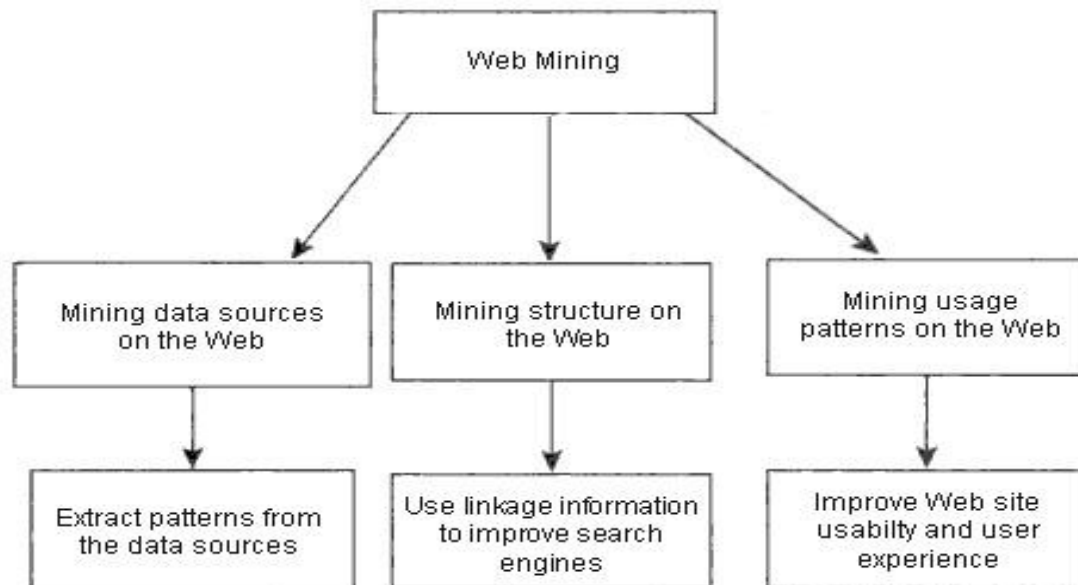 Web Mining
Mining data sources
on the Web
Mining structure on
the Web
Mining usage
patterns on the Web
Extract patterns from
the data sources
Use linkage information
to improve search
engines
Improve Web site
usabilty and user
experience